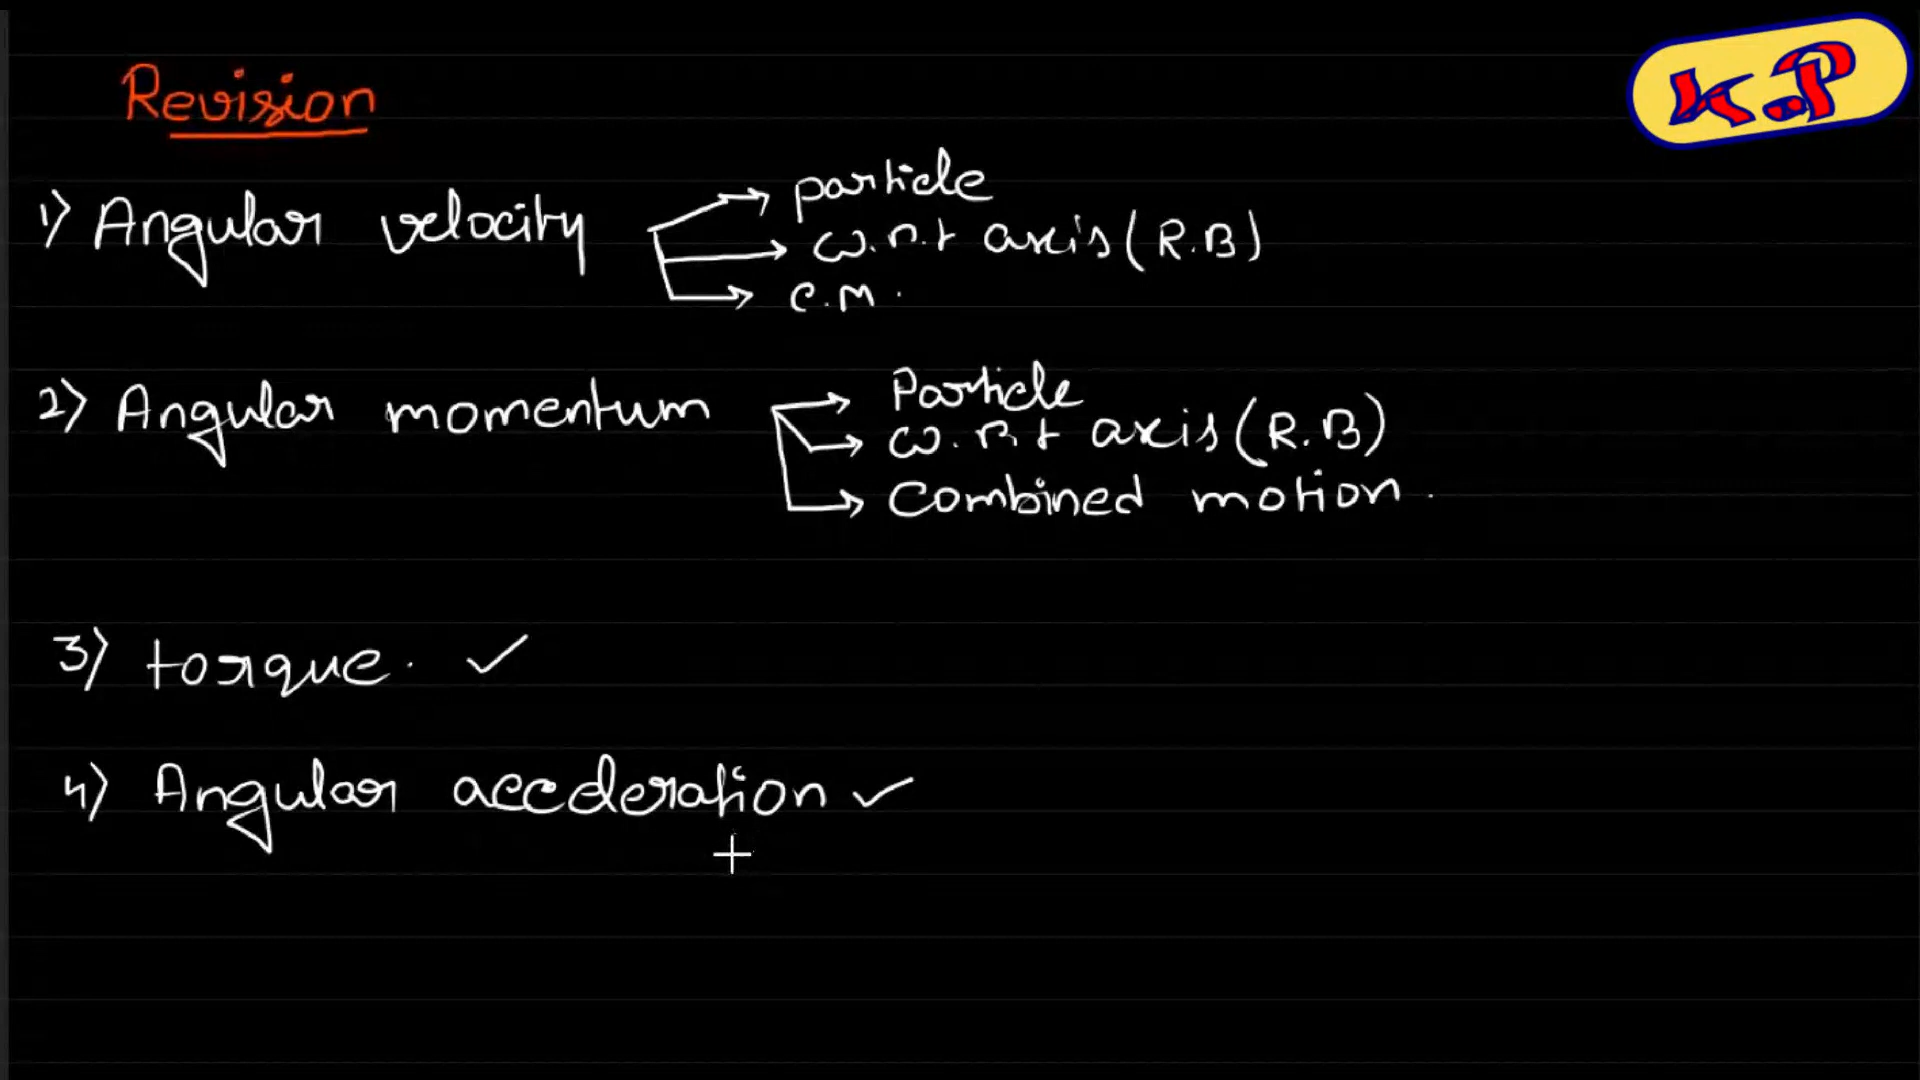 Revision
K.P
1) Angular velocity → particle
→ w.r.t axis (R.B)
→ C.M.
2) Angular momentum → Particle
→ w.r.t axis (R.B)
→ Combined motion.
3) torque. ✓
4) Angular acceleration ✓